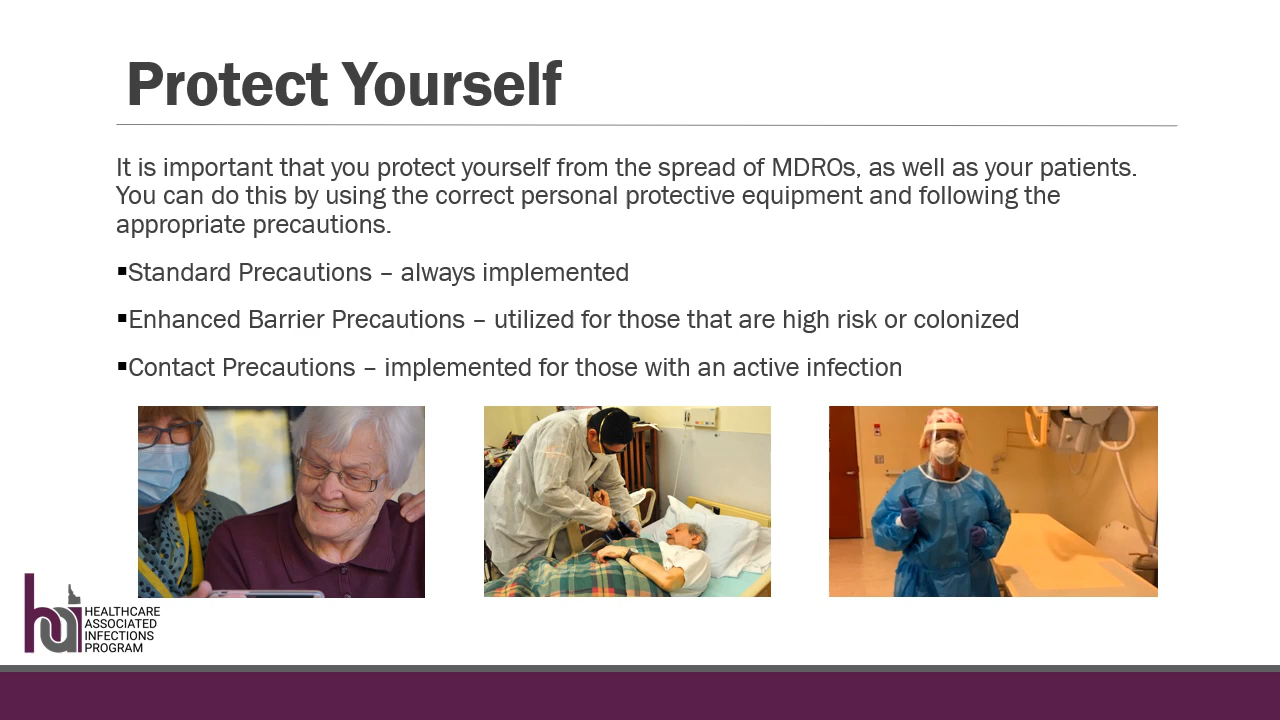 Protect Yourself
It is important that you protect yourself from the spread of MDROs, as well as your patients.
You can do this by using the correct personal protective equipment and following the
appropriate precautions.
▪Standard Precautions – always implemented
▪Enhanced Barrier Precautions – utilized for those that are high risk or colonized
▪Contact Precautions – implemented for those with an active infection
hai
HEALTHCARE
ASSOCIATED
INFECTIONS
PROGRAM